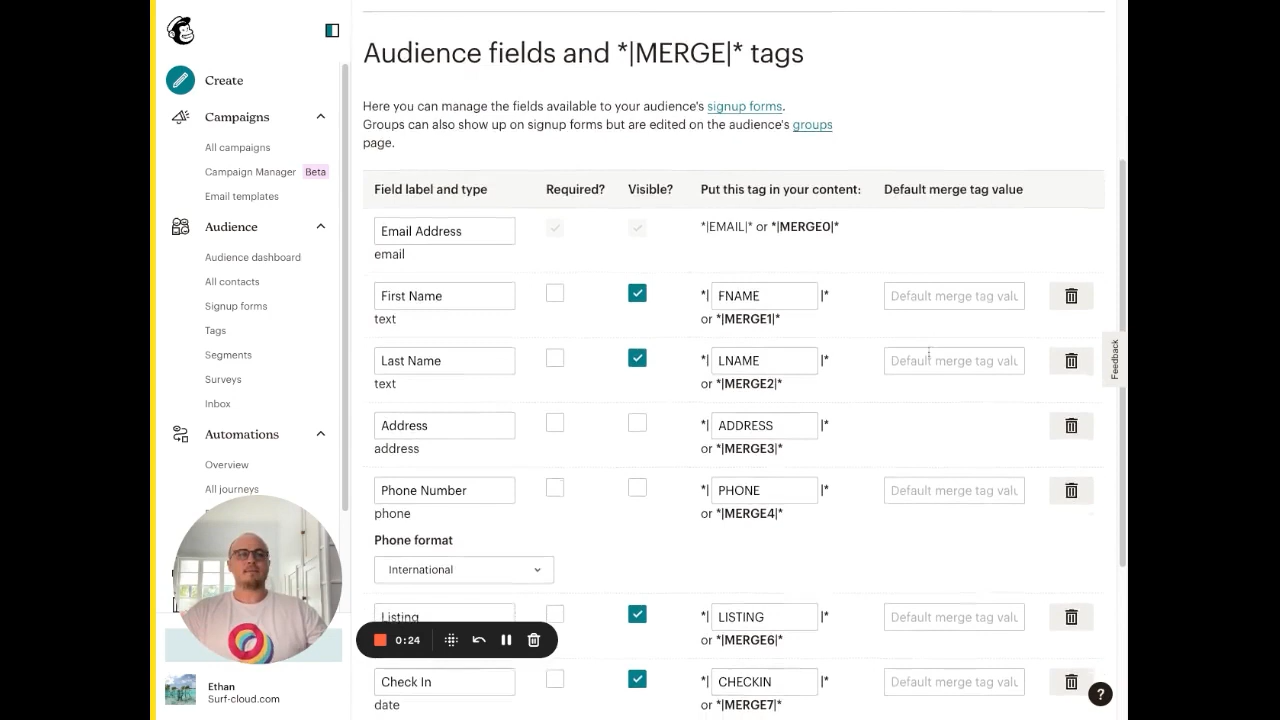 Create
Campaigns
All campaigns
Campaign Manager Beta
Email templates
Audience
Audience dashboard
All contacts
Signup forms
Tags
Segments
Surveys
Inbox
Automations
Overview
All journeys
Ethan
Surf-cloud.com
Audience fields and *|MERGE|* tags
Here you can manage the fields available to your audience's signup forms.
Groups can also show up on signup forms but are edited on the audience's groups
page.
Field label and type Required? Visible? Put this tag in your content: Default merge tag value
Email Address *|EMAIL|* or *|MERGE0|*
email
First Name *| FNAME |* Default merge tag valu
text or *|MERGE1|*
Last Name *| LNAME |* Default merge tag valu
text or *|MERGE2|*
Address *| ADDRESS |*
address or *|MERGE3|*
Phone Number *| PHONE |* Default merge tag valu
phone or *|MERGE4|*
Phone format
International
Listing *| LISTING |* Default merge tag valu
or *|MERGE6|*
0:24
Check In *| CHECKIN |* Default merge tag valu
date or *|MERGE7|*
Feedback
?